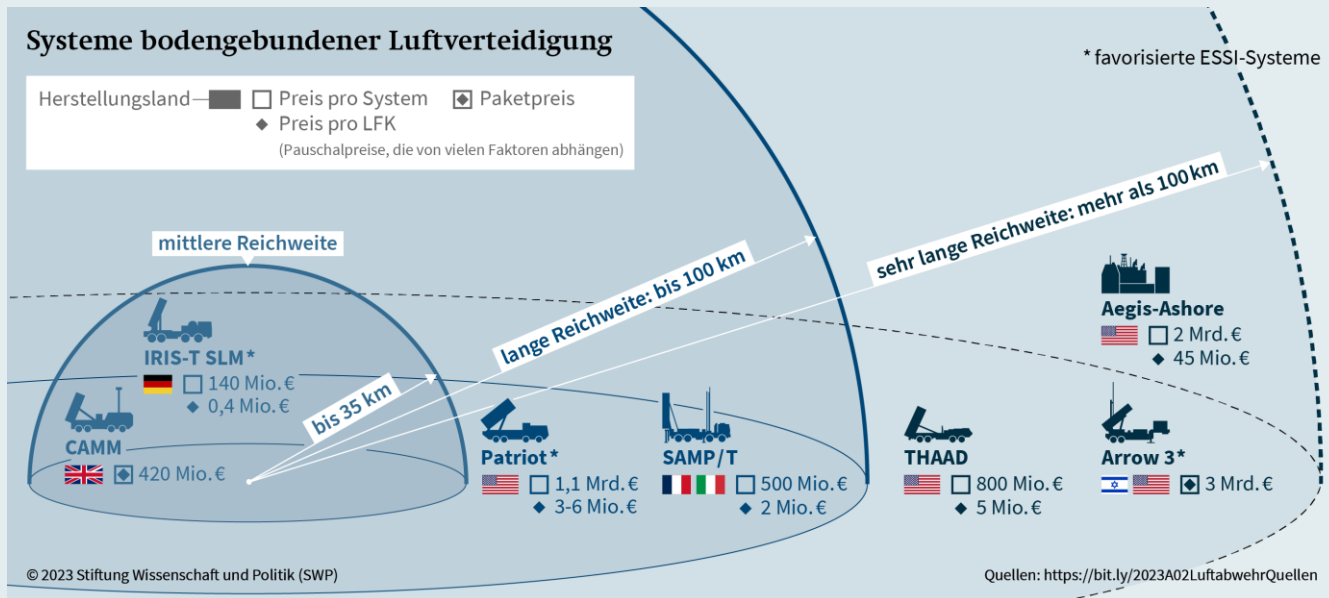 Systeme bodengebundener Luftverteidigung
* favorisierte ESSI-Systeme
Herstellungsland
Preis pro System
Paketpreis
Preis pro LFK
(Pauschalpreise, die von vielen Faktoren abhängen)
mittlere Reichweite
bis 35 km
lange Reichweite: bis 100 km
sehr lange Reichweite: mehr als 100 km
IRIS-T SLM*
140 Mio. €
0,4 Mio. €
CAMM
420 Mio. €
Patriot*
1,1 Mrd. €
3-6 Mio. €
SAMP/T
500 Mio. €
2 Mio. €
THAAD
800 Mio. €
5 Mio. €
Aegis-Ashore
2 Mrd. €
45 Mio. €
Arrow 3*
3 Mrd. €
© 2023 Stiftung Wissenschaft und Politik (SWP)
Quellen: https://bit.ly/2023A02LuftabwehrQuellen